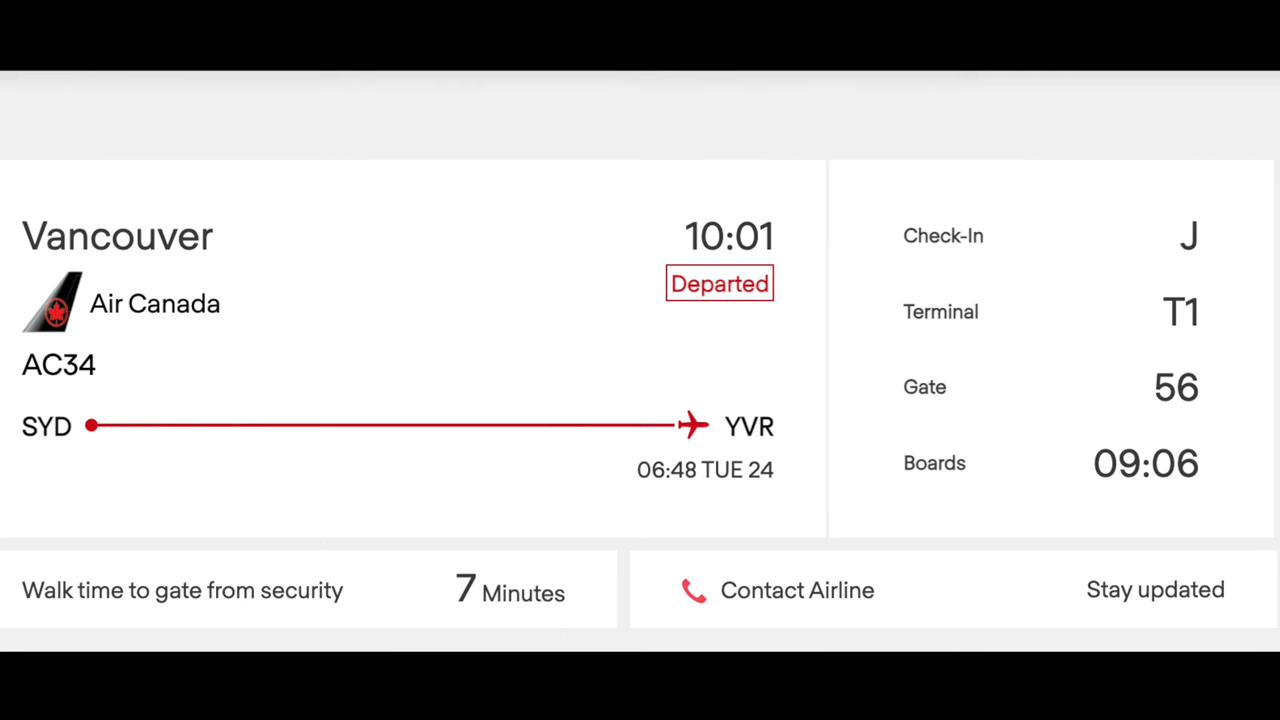 Vancouver
10:01
Departed
Air Canada
AC34
SYD
YVR
06:48 TUE 24
Check-In J
Terminal T1
Gate 56
Boards 09:06
Walk time to gate from security 7 Minutes
Contact Airline
Stay updated